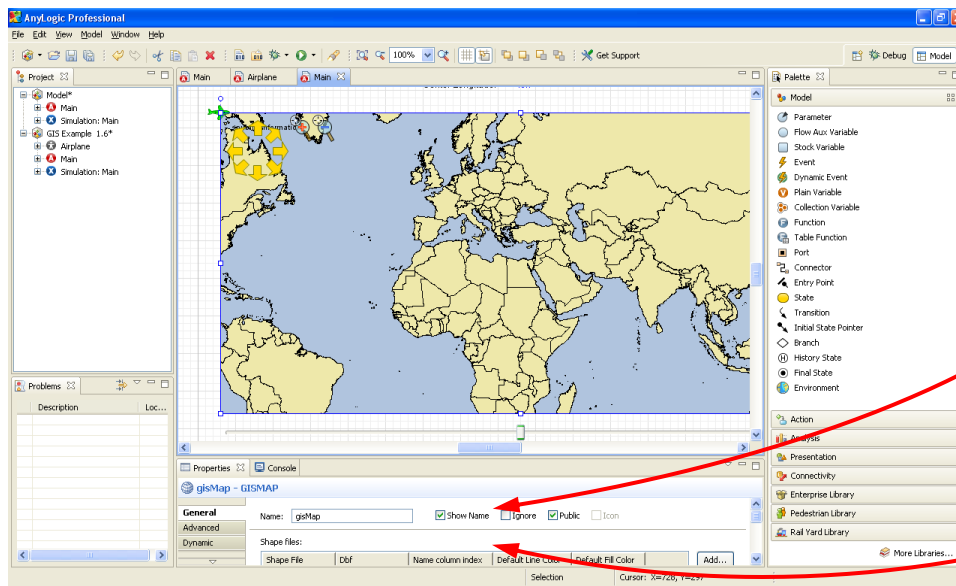 AnyLogic Professional
File Edit View Model Window Help
100% Get Support Debug Model
Project
Model*
Main
Simulation: Main
GIS Example 1.6*
Airplane
Main
Simulation: Main
Problems
Description Loc...
Main Airplane Main
Properties Console
gisMap - GISMAP
General
Advanced
Dynamic
Name: gisMap Show Name Ignore Public Icon
Shape files:
Shape File Dbf Name column index Default Line Color Default Fill Color Add...
Palette
Model
Parameter
Flow Aux Variable
Stock Variable
Event
Dynamic Event
Plain Variable
Collection Variable
Function
Table Function
Port
Connector
Entry Point
State
Transition
Initial State Pointer
Branch
History State
Final State
Environment
Action
Analysis
Presentation
Connectivity
Enterprise Library
Pedestrian Library
Rail Yard Library
More Libraries...
Selection Cursor: X=728, Y=297